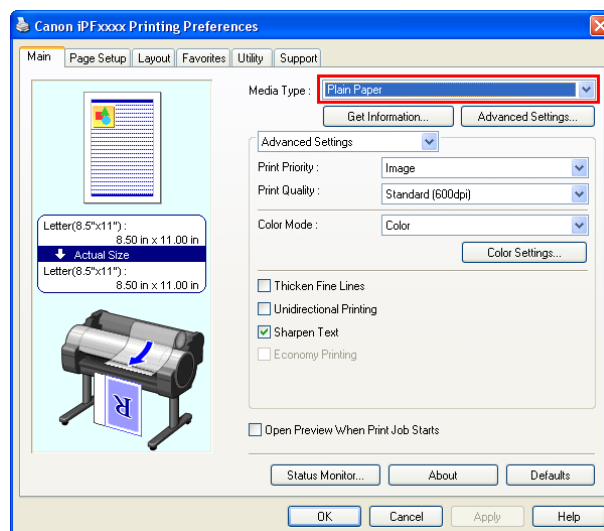 Canon iPFxxxx Printing Preferences
Main Page Setup Layout Favorites Utility Support
Media Type : Plain Paper
Get Information... Advanced Settings...
Advanced Settings
Print Priority : Image
Print Quality : Standard (600dpi)
Color Mode : Color
Color Settings...
Letter(8.5"x11") :
8.50 in x 11.00 in
Actual Size
Letter(8.5"x11") :
8.50 in x 11.00 in
Thicken Fine Lines
Unidirectional Printing
Sharpen Text
Economy Printing
R
Open Preview When Print Job Starts
Status Monitor... About Defaults
OK Cancel Apply Help